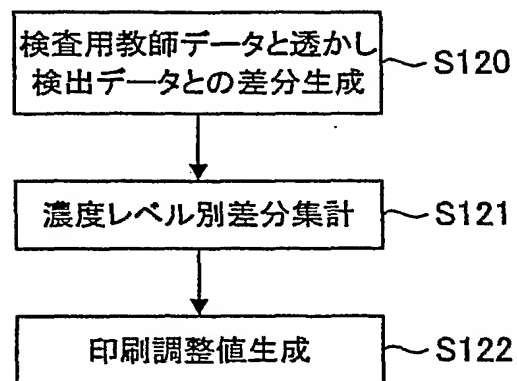 検査用教師データと透かし
検出データとの差分生成
S120
濃度レベル別差分集計
S121
印刷調整値生成
S122